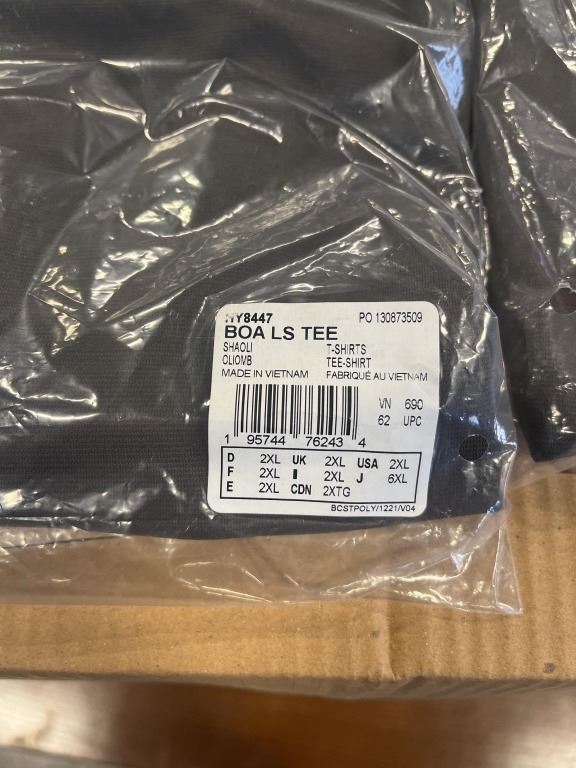 HY8447 PO 130873509
BOA LS TEE
SHAOLI T-SHIRTS
OLIOMB TEE-SHIRT
MADE IN VIETNAM FABRIQUÉ AU VIETNAM
VN 690
62 UPC
1 95744 76243 4
D 2XL UK 2XL USA 2XL
F 2XL I 2XL J 6XL
E 2XL CDN 2XTG
BCSTPOLY/1221/V04